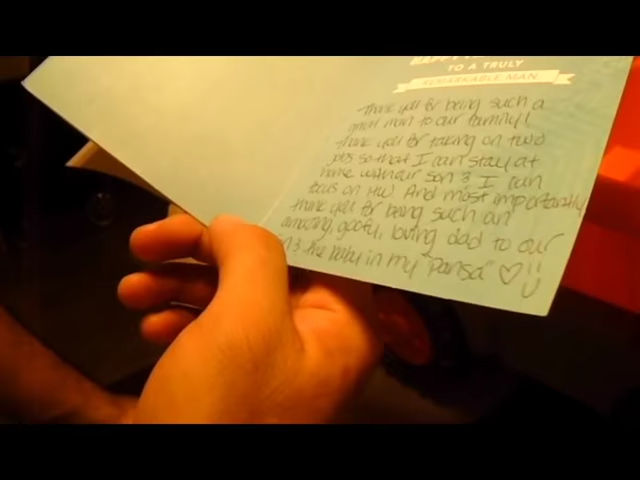 TO A TRULY
REMARKABLE MAN
Thank you for being such a
great man to our family!
Thank you for taking on two
jobs so that I can stay at
home with our son & I can
focus on HW! And most importantly
thank you for being such an
amazing, goofy, loving dad to our
& the baby in my "pansa" ♡ :)